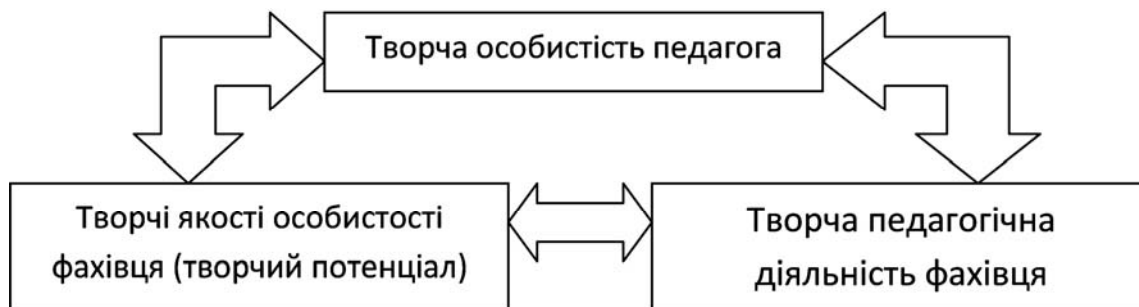 Творча особистість педагога
Творчі якості особистості
фахівця (творчий потенціал)
Творча педагогічна
діяльність фахівця